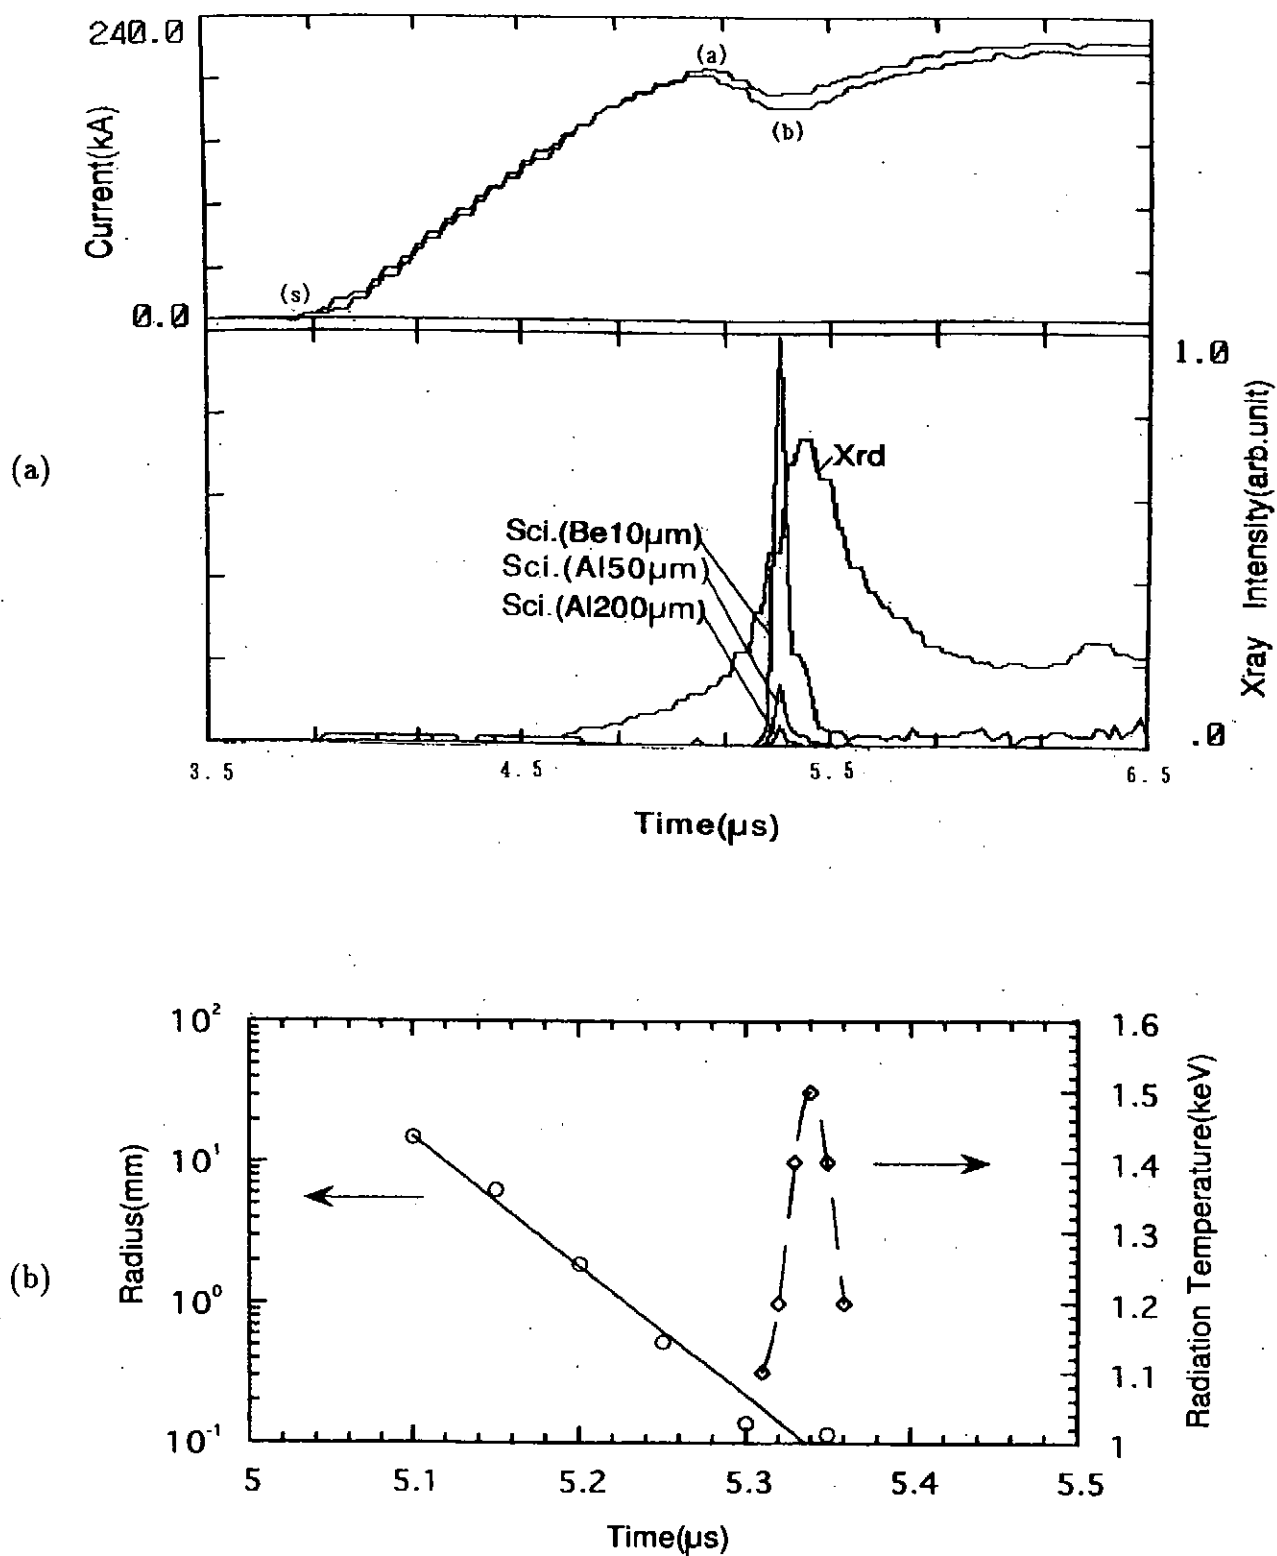 240.0
(a)
(b)
Current(kA)
(s)
0.0
1.0
(a)
Xrd
Sci.(Be10μm)
Sci.(Al50μm)
Sci.(Al200μm)
Xray Intensity(arb.unit)
.0
3.5 4.5 5.5 6.5
Time(μs)
10² 1.6
1.5
10¹ 1.4
1.3
10⁰ 1.2
1.1
10⁻¹ 1
Radius(mm)
Radiation Temperature(keV)
(b)
5 5.1 5.2 5.3 5.4 5.5
Time(μs)